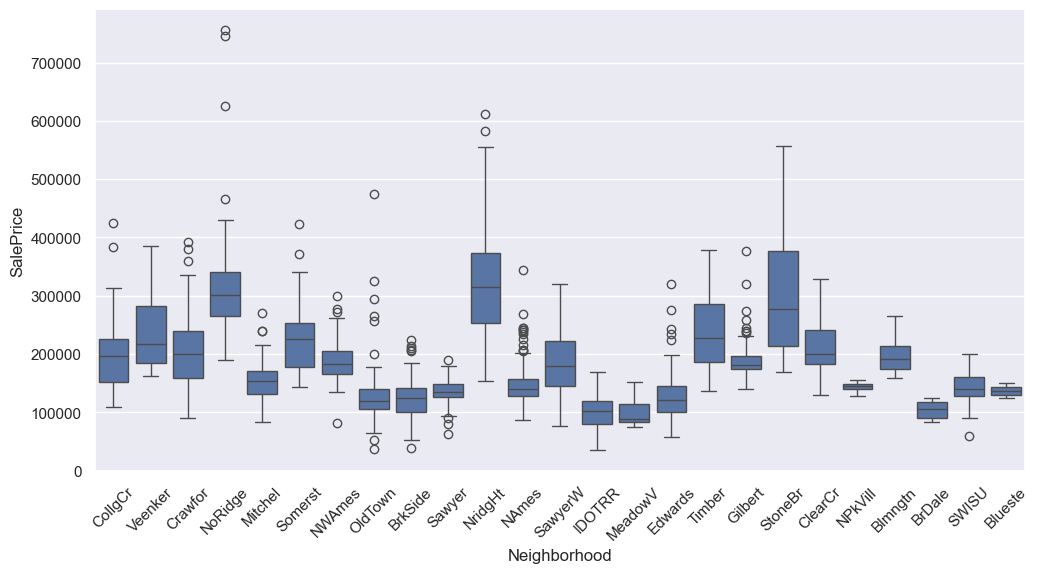 SalePrice
700000
600000
500000
400000
300000
200000
100000
0
CollgCr
Veenker
Crawfor
NoRidge
Mitchel
Somerst
NWAmes
OldTown
BrkSide
Sawyer
NridgHt
NAmes
SawyerW
IDOTRR
MeadowV
Edwards
Timber
Gilbert
StoneBr
ClearCr
NPkVill
Blmngtn
BrDale
SWISU
Blueste
Neighborhood